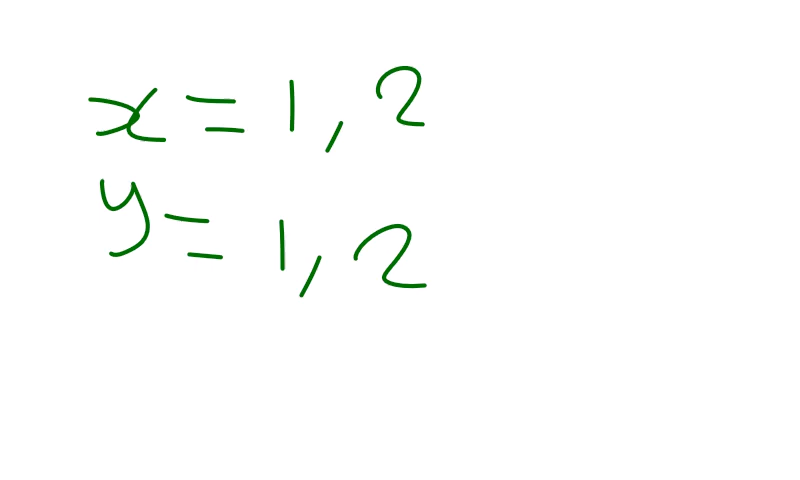 x = 1, 2
y = 1, 2